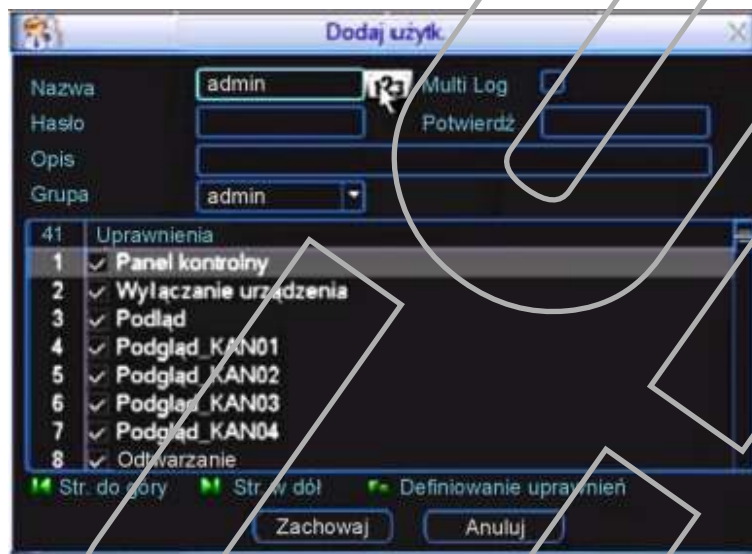 Dodaj użytk.
Nazwa admin 123 Multi Log
Hasło Potwierdź
Opis
Grupa admin
41 Uprawnienia
1 Panel kontrolny
2 Wyłączanie urządzenia
3 Podląd
4 Podgląd_KAN01
5 Podgląd_KAN02
6 Podgląd_KAN03
7 Podgląd_KAN04
8 Odtwarzanie
Str. do góry Str. w dół Definiowanie uprawnień
Zachowaj Anuluj